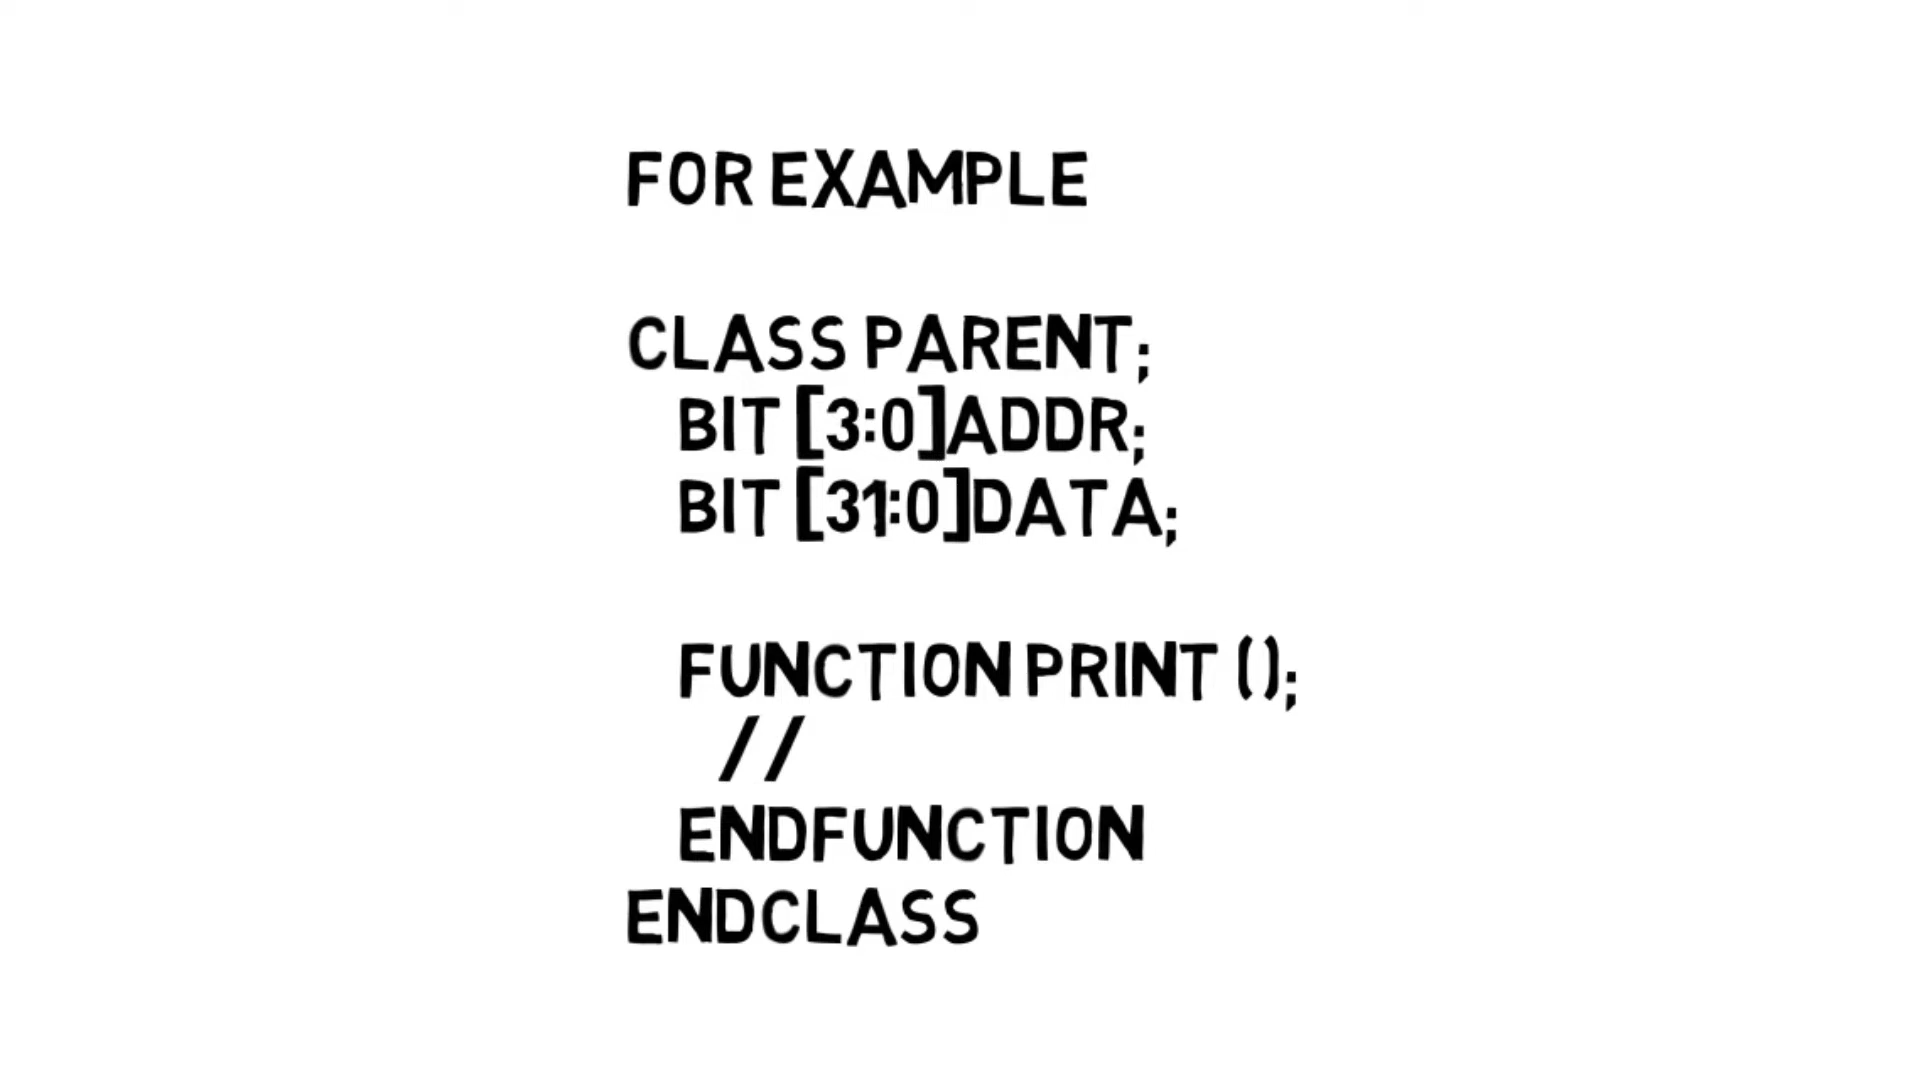 FOR EXAMPLE
CLASS PARENT;
BIT [3:0]ADDR;
BIT [31:0]DATA;
FUNCTION PRINT ();
//
ENDFUNCTION
ENDCLASS